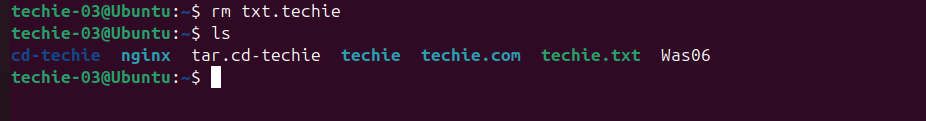 techie-03@Ubuntu:~$ rm txt.techie
techie-03@Ubuntu:~$ ls
cd-techie  nginx  tar.cd-techie  techie  techie.com  techie.txt  Was06
techie-03@Ubuntu:~$